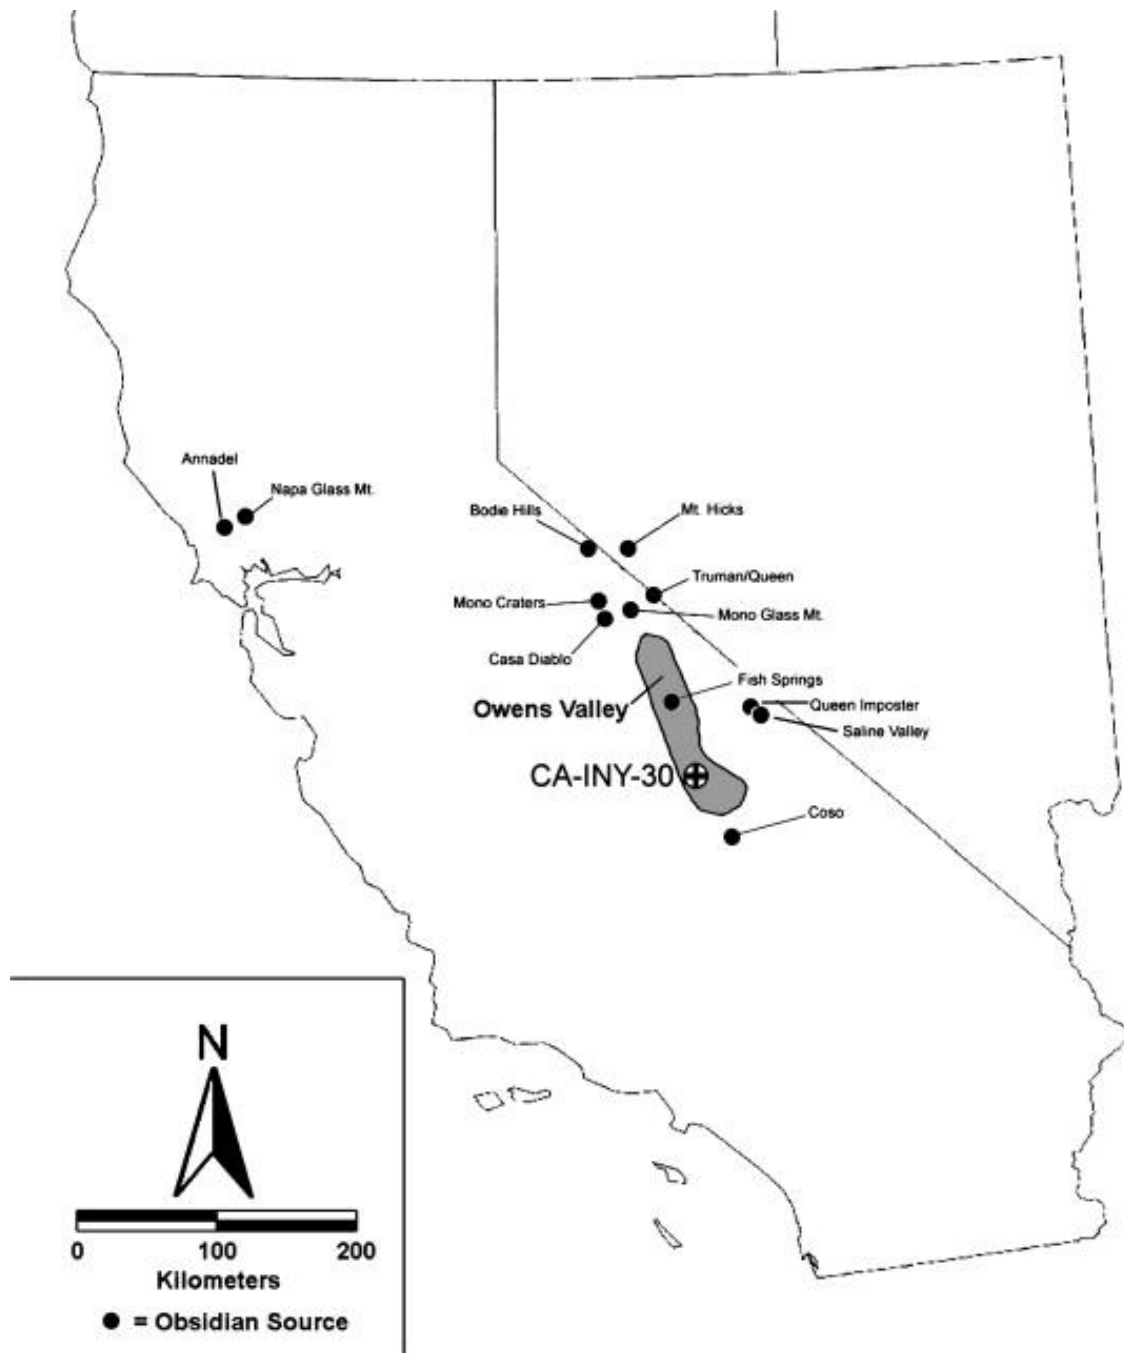 Annadel
Napa Glass Mt.
Bodie Hills
Mt. Hicks
Truman/Queen
Mono Craters
Mono Glass Mt.
Casa Diablo
Fish Springs
Owens Valley
Queen Imposter
Saline Valley
CA-INY-30
Coso
N
0 100 200
Kilometers
= Obsidian Source